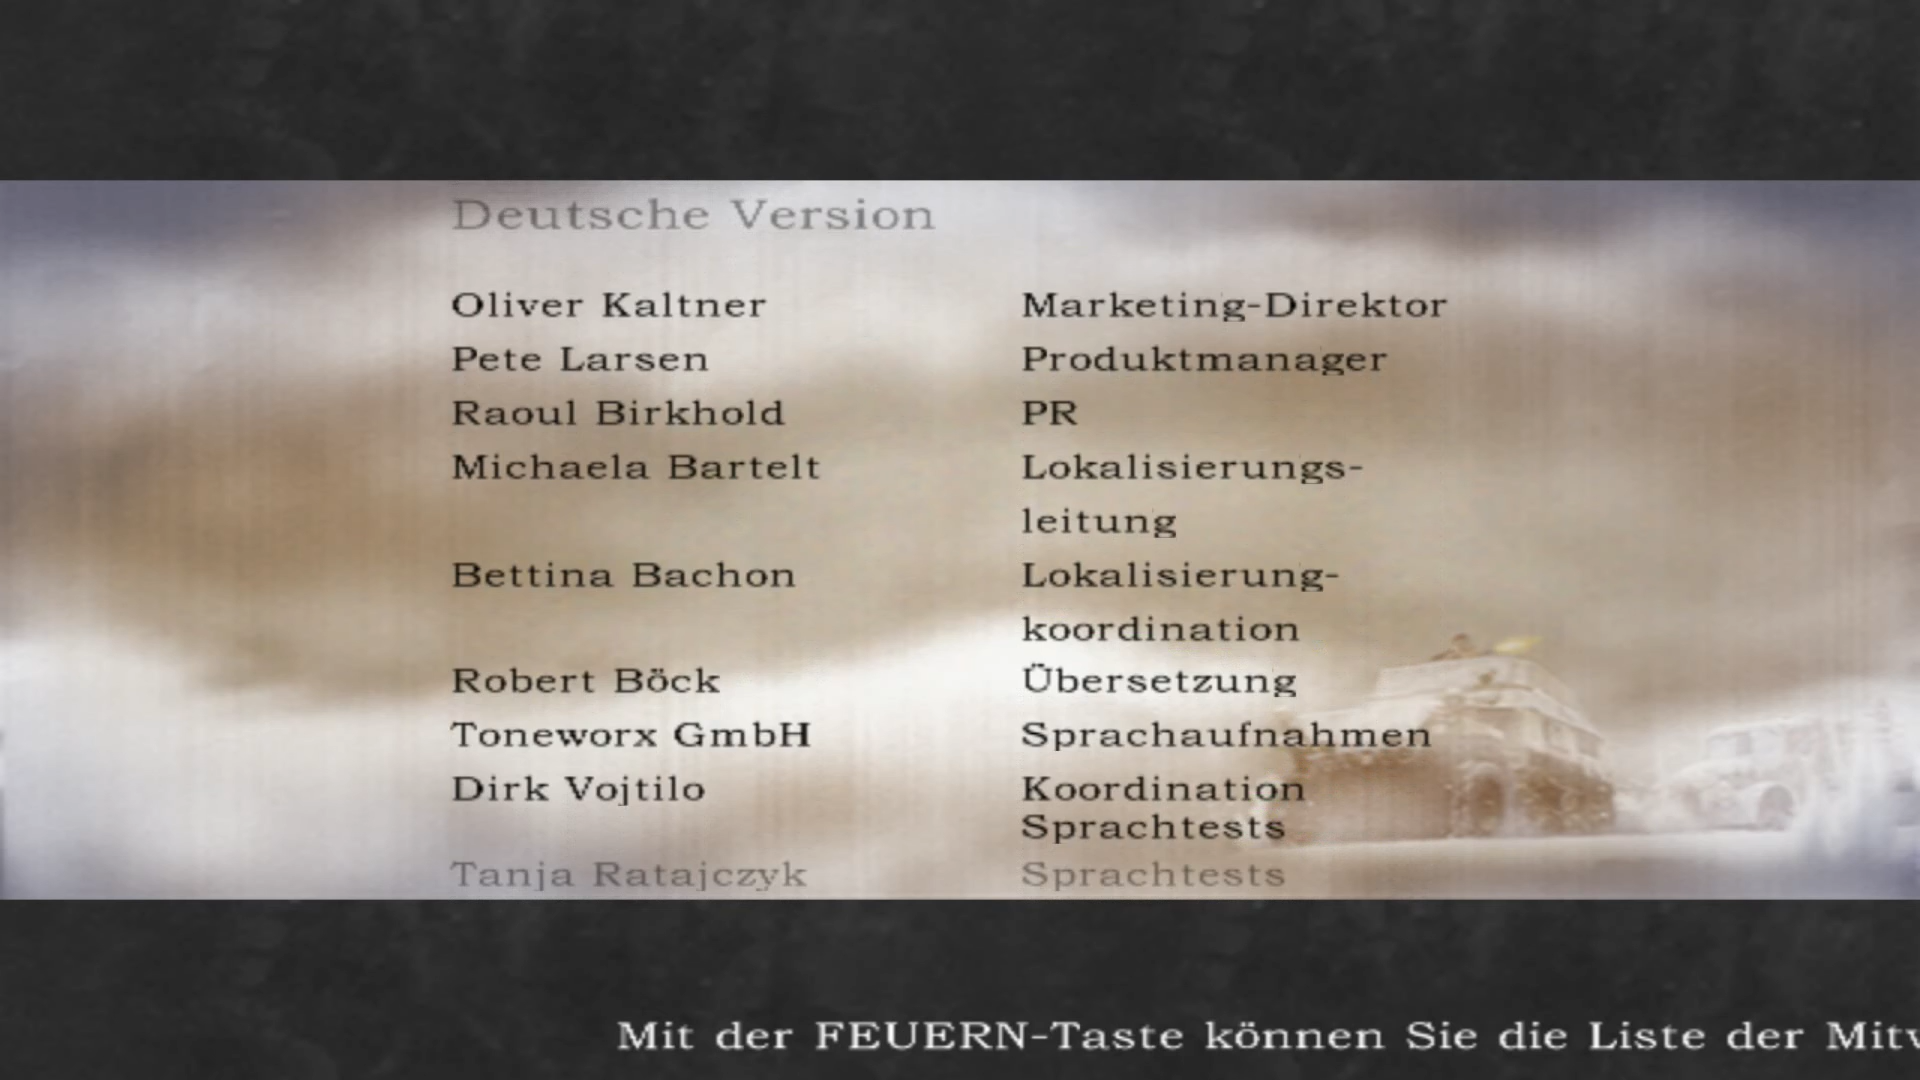 Deutsche Version
Oliver Kaltner Marketing-Direktor
Pete Larsen Produktmanager
Raoul Birkhold PR
Michaela Bartelt Lokalisierungs-
leitung
Bettina Bachon Lokalisierung-
koordination
Robert Böck Übersetzung
Toneworx GmbH Sprachaufnahmen
Dirk Vojtilo Koordination
Sprachtests
Tanja Ratajczyk Sprachtests
Mit der FEUERN-Taste können Sie die Liste der